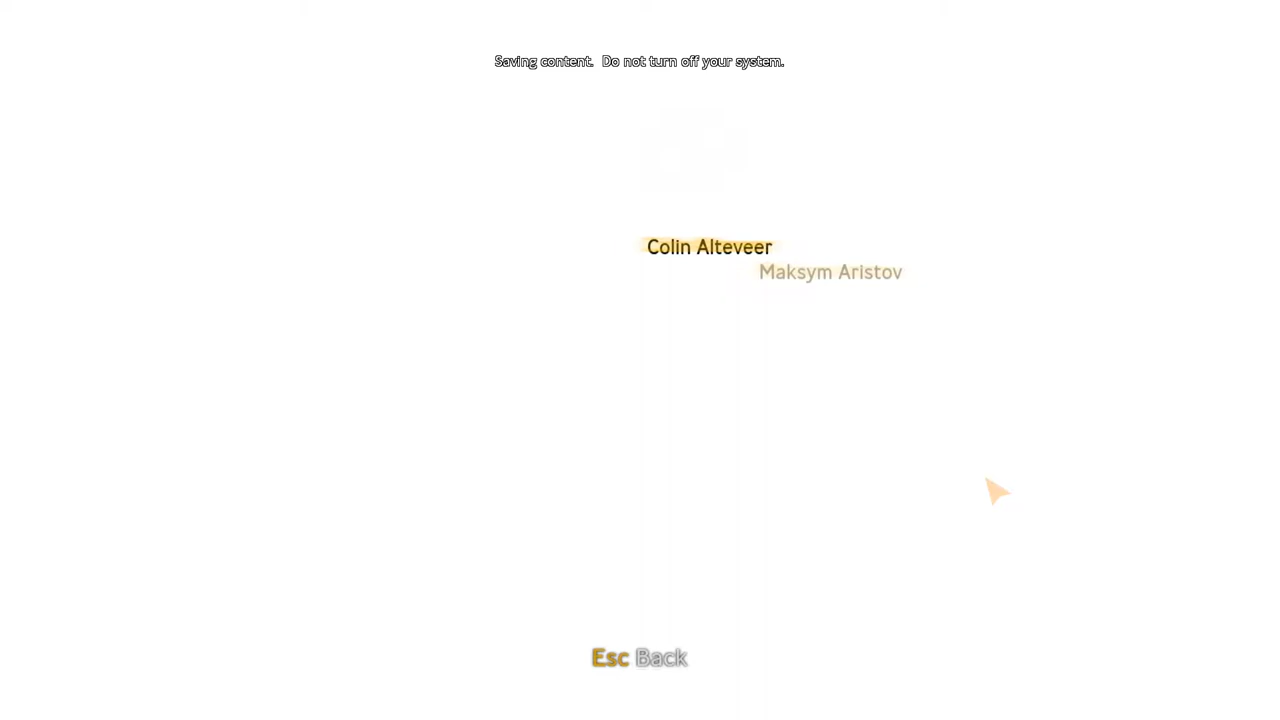 Saving content.  Do not turn off your system.
Colin Alteveer
Maksym Aristov
Esc Back